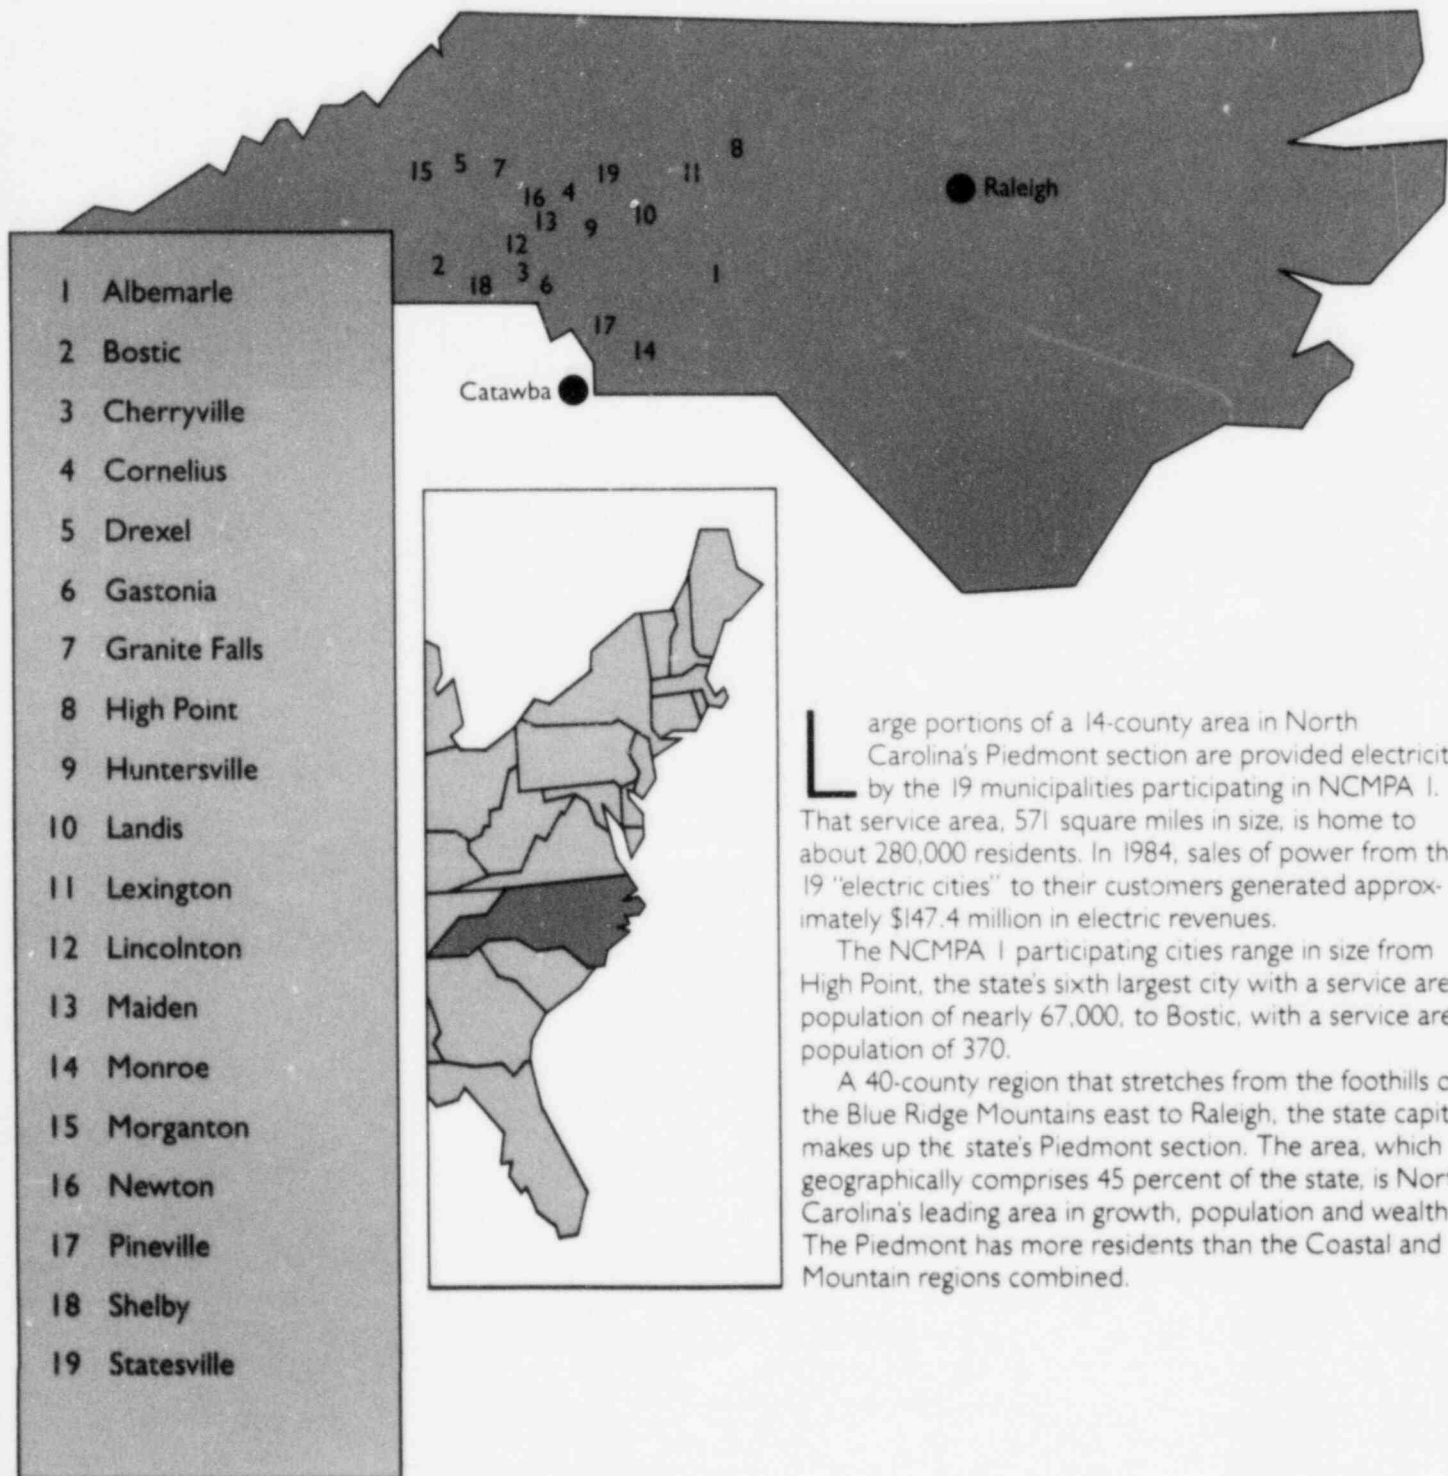 15 5 7 16 4 19 11 8
13 9 10
12
2 18 3 6 1
17
14
Raleigh
Catawba
1 Albemarle
2 Bostic
3 Cherryville
4 Cornelius
5 Drexel
6 Gastonia
7 Granite Falls
8 High Point
9 Huntersville
10 Landis
11 Lexington
12 Lincolnton
13 Maiden
14 Monroe
15 Morganton
16 Newton
17 Pineville
18 Shelby
19 Statesville
Large portions of a 14-county area in North
Carolina's Piedmont section are provided electricit
by the 19 municipalities participating in NCMPA 1.
That service area, 571 square miles in size, is home to
about 280,000 residents. In 1984, sales of power from th
19 "electric cities" to their customers generated approx-
imately $147.4 million in electric revenues.
The NCMPA 1 participating cities range in size from
High Point, the state's sixth largest city with a service are
population of nearly 67,000, to Bostic, with a service are
population of 370.
A 40-county region that stretches from the foothills o
the Blue Ridge Mountains east to Raleigh, the state capit
makes up the state's Piedmont section. The area, which
geographically comprises 45 percent of the state, is Nor
Carolina's leading area in growth, population and wealth
The Piedmont has more residents than the Coastal and
Mountain regions combined.